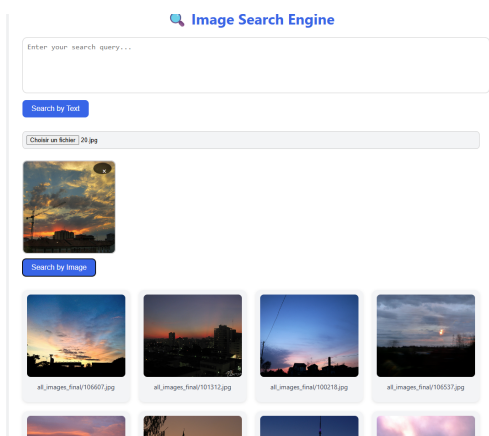 Image Search Engine
Enter your search query...
Search by Text
Choisir un fichier 20.jpg
×
Search by Image
all_images_final/106607.jpg
all_images_final/101312.jpg
all_images_final/100218.jpg
all_images_final/106537.jpg